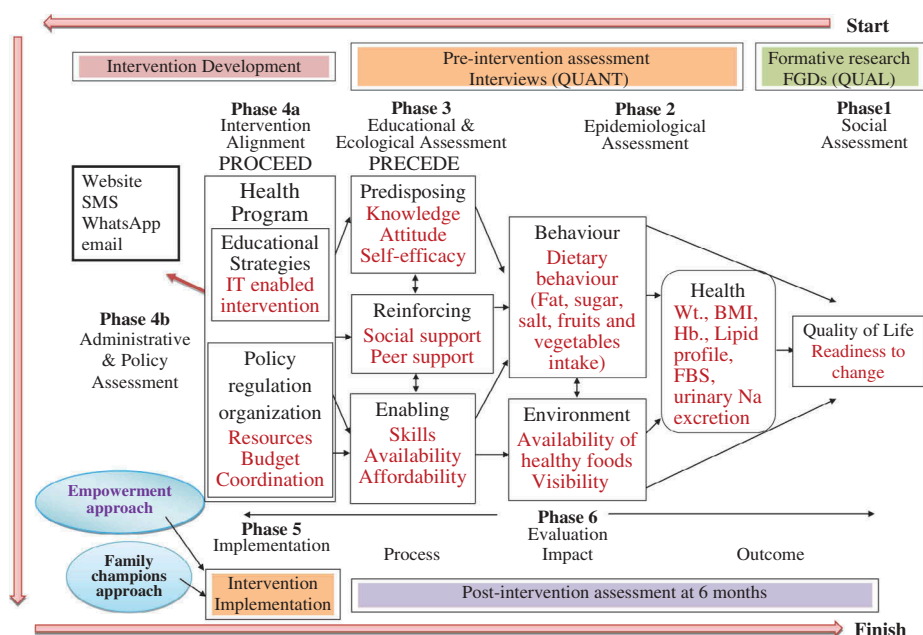 Start
Intervention Development
Pre-intervention assessment
Interviews (QUANT)
Formative research
FGDs (QUAL)
Phase 4a
Intervention
Alignment
PROCEED
Phase 3
Educational &
Ecological Assessment
PRECEDE
Phase 2
Epidemiological
Assessment
Phase1
Social
Assessment
Website
SMS
WhatsApp
email
Health
Program
Educational
Strategies
IT enabled
intervention
Predisposing
Knowledge
Attitude
Self-efficacy
Reinforcing
Social support
Peer support
Behaviour
Dietary
behaviour
(Fat, sugar,
salt, fruits and
vegetables
intake)
Health
Wt., BMI,
Hb., Lipid
profile,
FBS,
urinary Na
excretion
Quality of Life
Readiness to
change
Phase 4b
Administrative
& Policy
Assessment
Policy
regulation
organization
Resources
Budget
Coordination
Enabling
Skills
Availability
Affordability
Environment
Availability of
healthy foods
Visibility
Empowerment
approach
Phase 5
Implementation
Phase 6
Evaluation
Process
Impact
Outcome
Family
champions
approach
Intervention
Implementation
Post-intervention assessment at 6 months
Finish